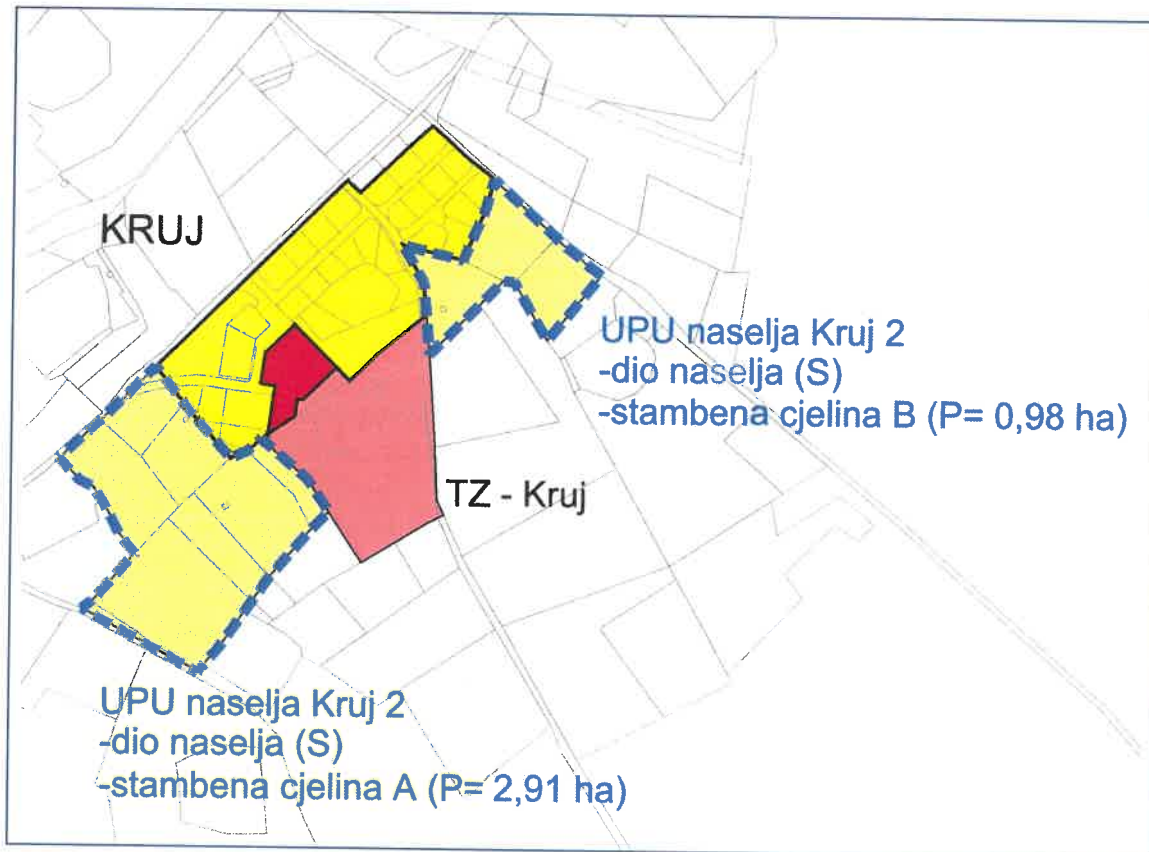 KRUJ
UPU naselja Kruj 2
-dio naselja (S)
-stambena cjelina B (P= 0,98 ha)
TZ - Kruj
UPU naselja Kruj 2
-dio naselja (S)
-stambena cjelina A (P= 2,91 ha)